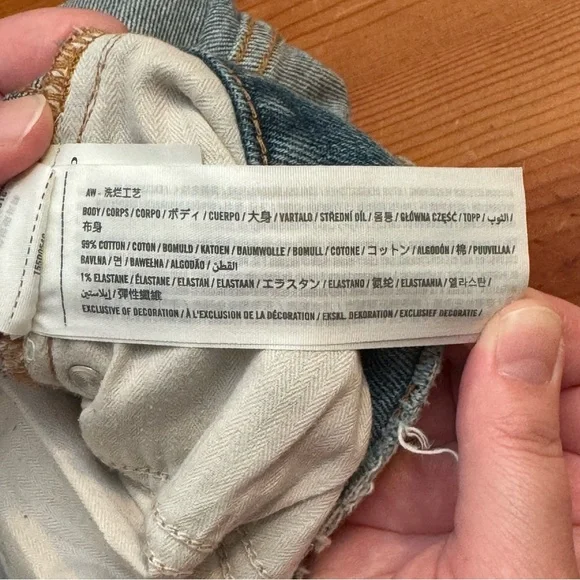 AW - 洗烂工艺
BODY / CORPS / CORPO / ボディ / CUERPO / 大身 / VARTALO / STŘEDNÍ DÍL / 몸통 / GŁÓWNA CZĘŚĆ / TOPP / الثوب /
布身
99% COTTON / COTON / BOMULD / KATOEN / BAUMWOLLE / BOMULL / COTONE / コットン / ALGODÓN / 棉 / PUUVILLAA /
BAVLNA / 면 / BAWEŁNA / ALGODÃO / القطن
1% ELASTANE / ÉLASTANE / ELASTAN / ELASTAAN / エラスタン / ELASTANO / 氨纶 / ELASTAANIA / 엘라스탄 /
إيلاستين / 彈性纖維
EXCLUSIVE OF DECORATION / À L'EXCLUSION DE LA DÉCORATION / EKSKL. DEKORATION / EXCLUSIEF DECORATIE /